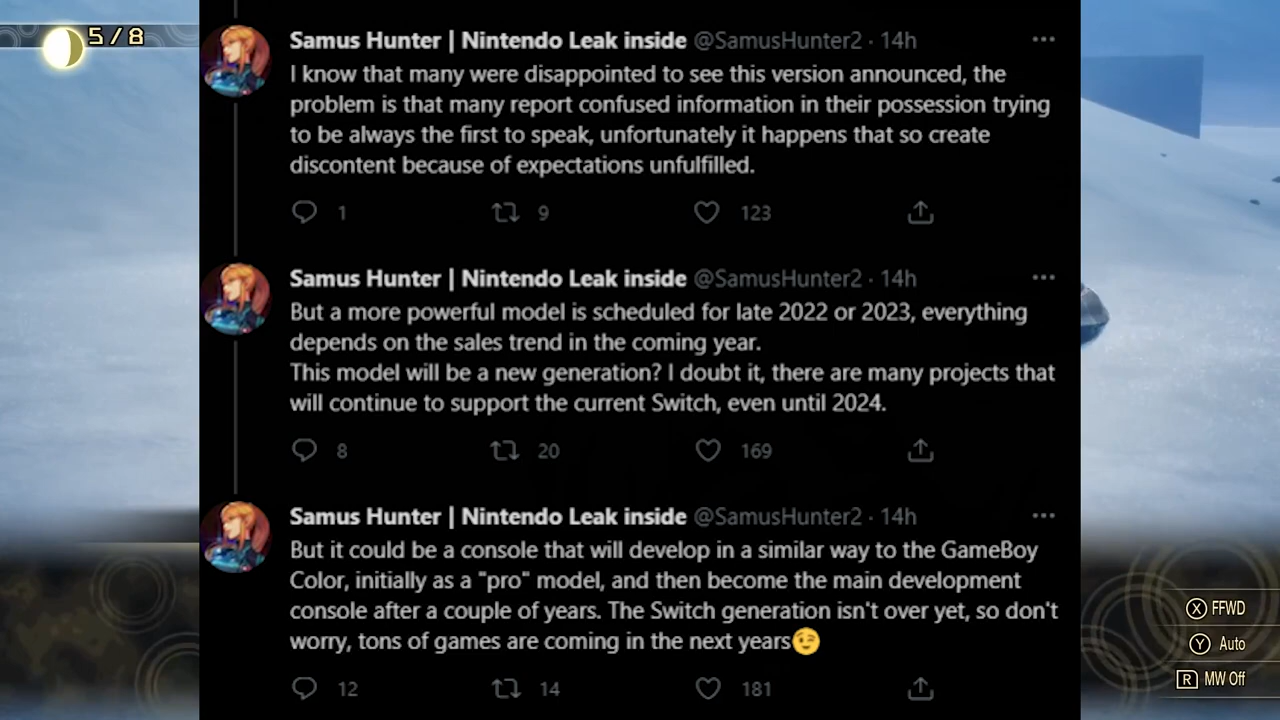 5/8
Samus Hunter | Nintendo Leak inside @SamusHunter2 · 14h
I know that many were disappointed to see this version announced, the
problem is that many report confused information in their possession trying
to be always the first to speak, unfortunately it happens that so create
discontent because of expectations unfulfilled.
1 9 123
Samus Hunter | Nintendo Leak inside @SamusHunter2 · 14h
But a more powerful model is scheduled for late 2022 or 2023, everything
depends on the sales trend in the coming year.
This model will be a new generation? I doubt it, there are many projects that
will continue to support the current Switch, even until 2024.
8 20 169
Samus Hunter | Nintendo Leak inside @SamusHunter2 · 14h
But it could be a console that will develop in a similar way to the GameBoy
Color, initially as a "pro" model, and then become the main development
console after a couple of years. The Switch generation isn't over yet, so don't
worry, tons of games are coming in the next years😉
12 14 181
X FFWD
Y Auto
R MW Off